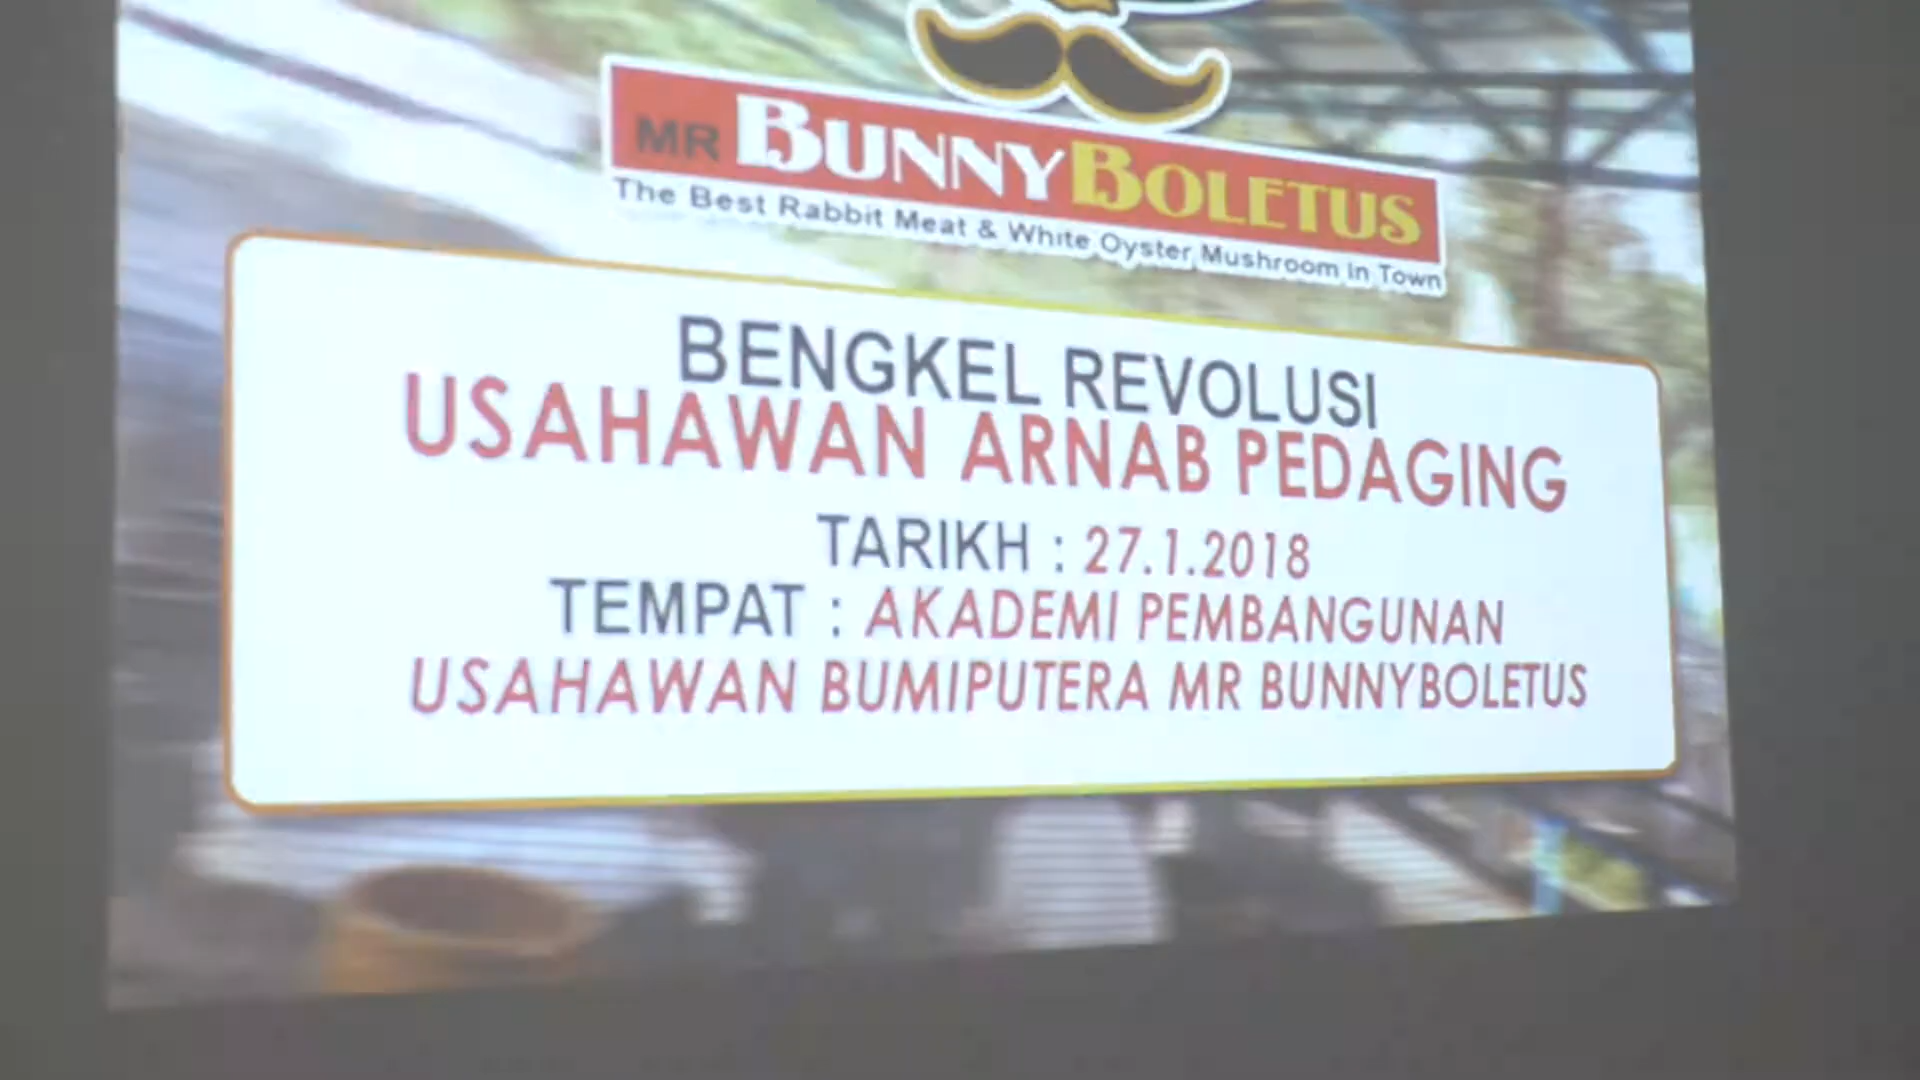 MR BUNNYBOLETUS
The Best Rabbit Meat & White Oyster Mushroom In Town
BENGKEL REVOLUSI
USAHAWAN ARNAB PEDAGING
TARIKH : 27.1.2018
TEMPAT : AKADEMI PEMBANGUNAN
USAHAWAN BUMIPUTERA MR BUNNYBOLETUS